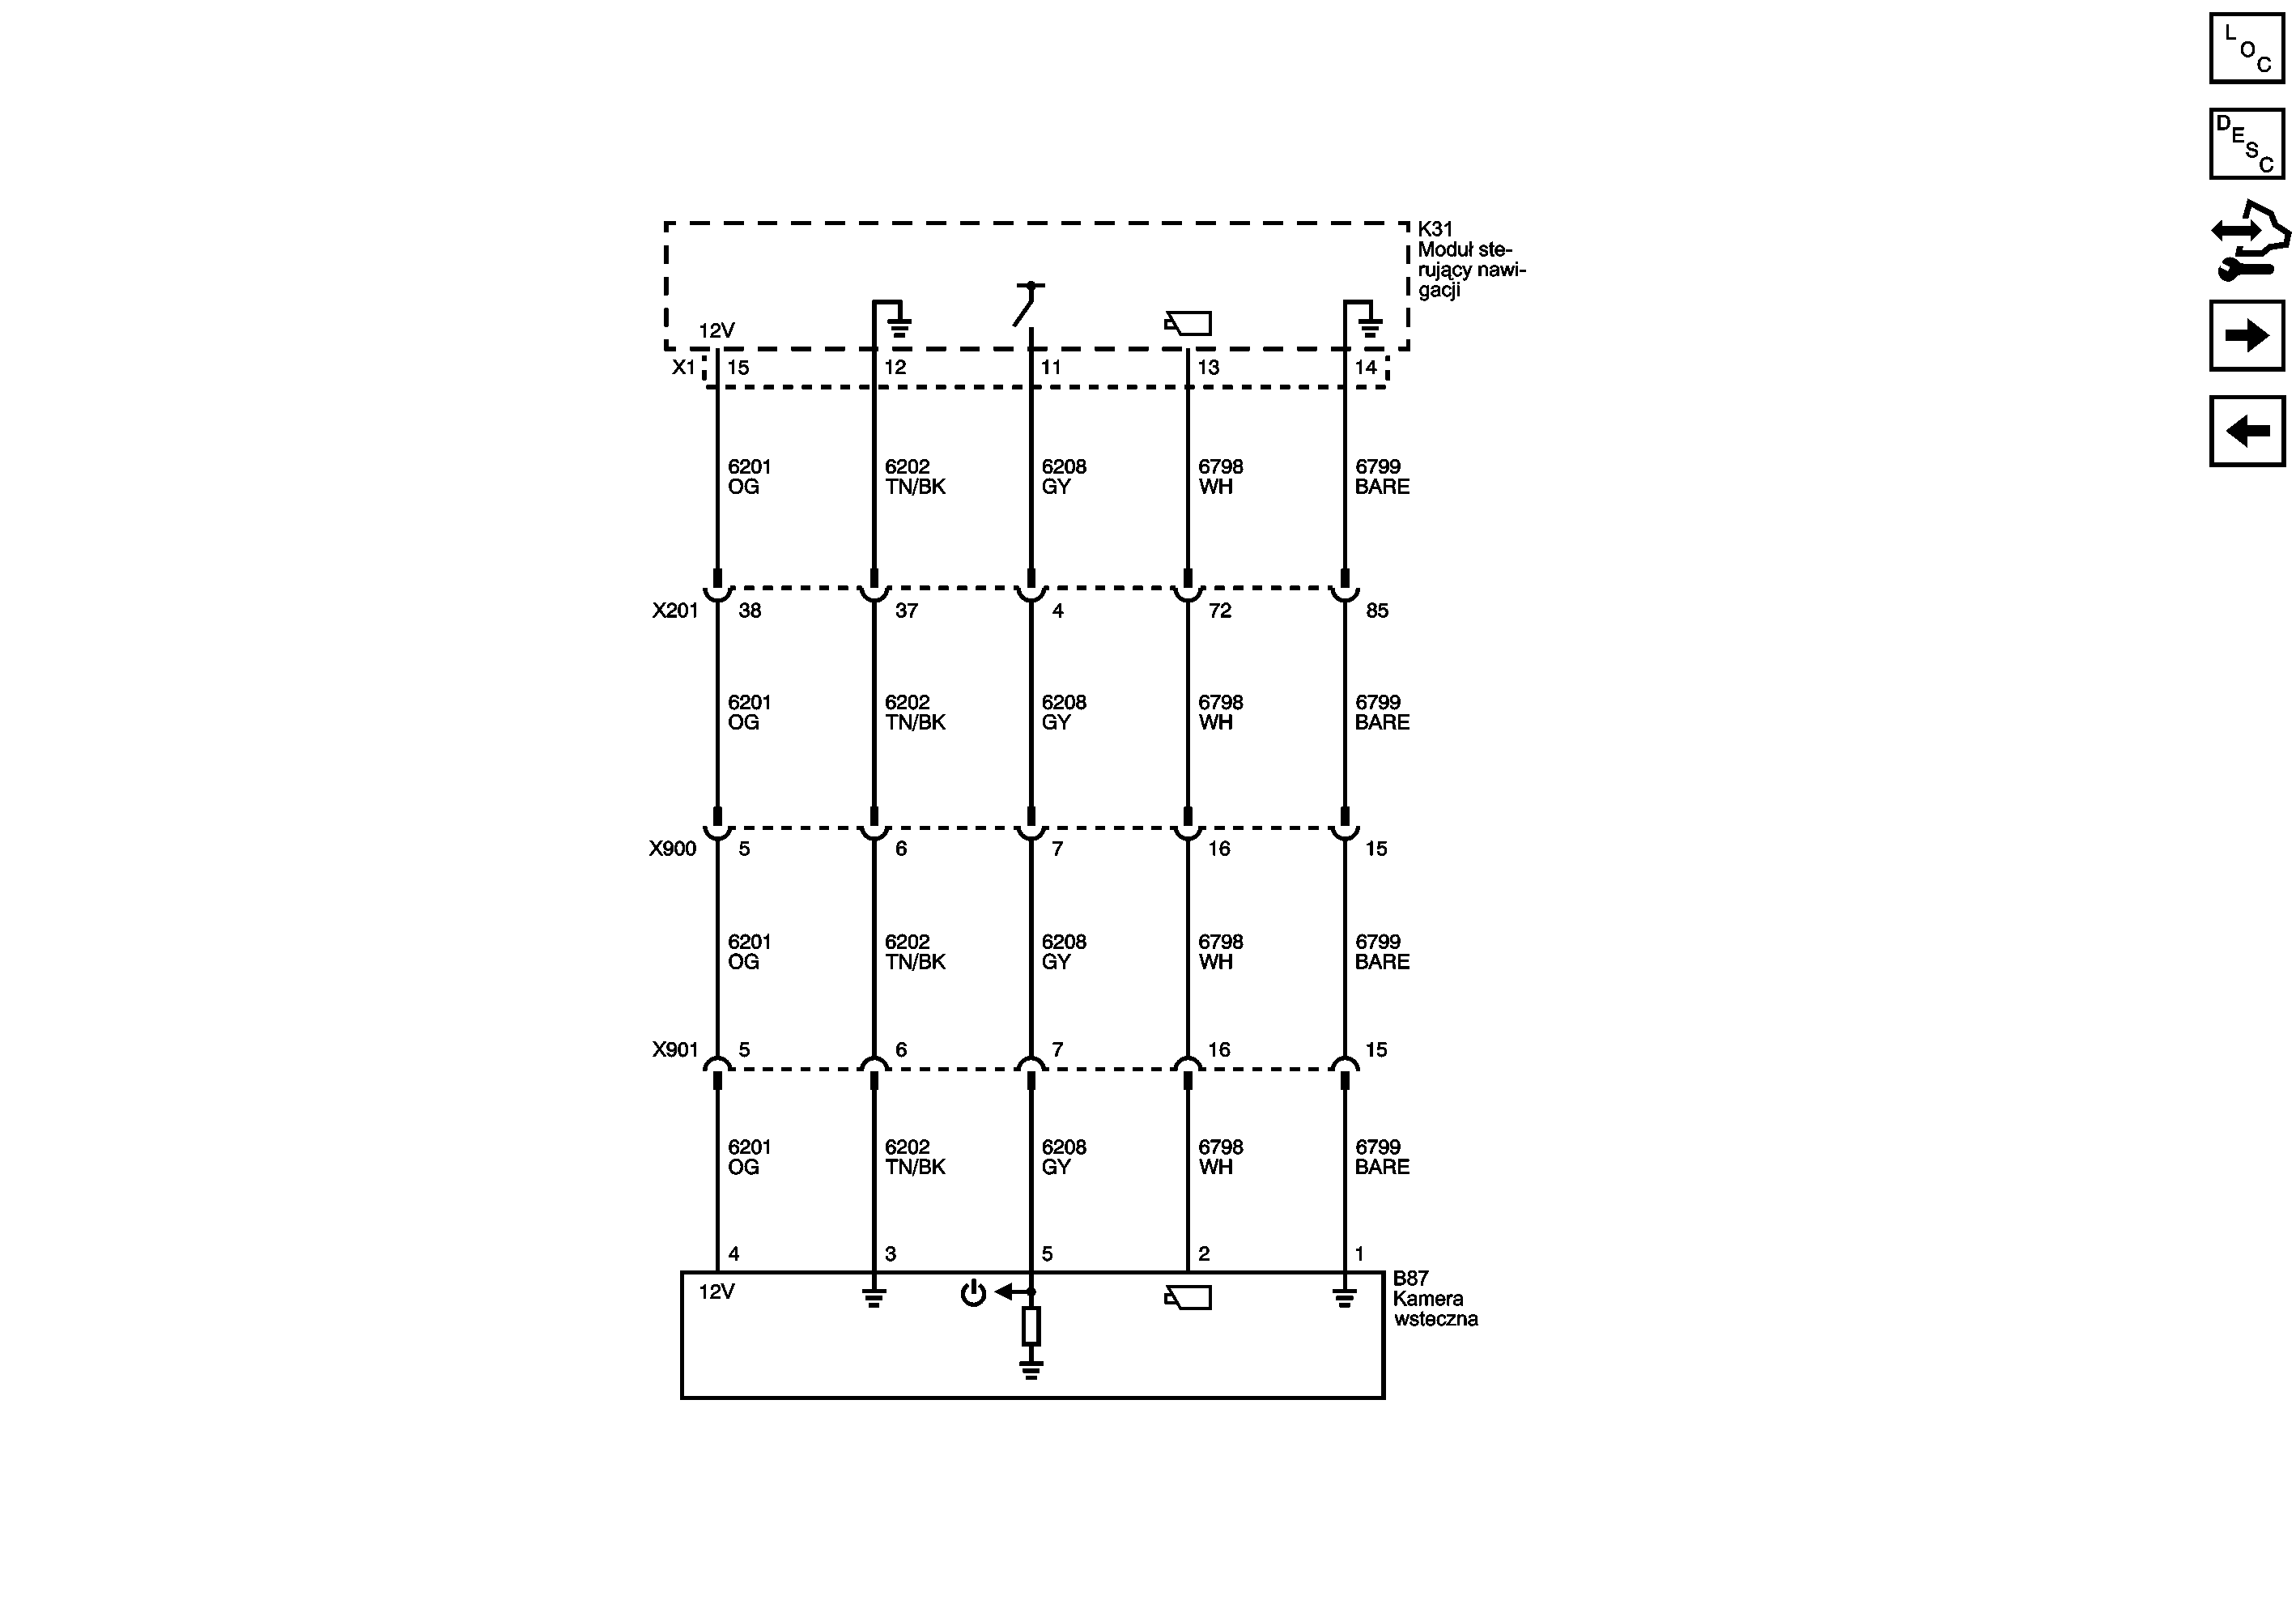 L
O
C
D
E
S
C
K31
Moduł ste-
rujący nawi-
gacji
12V
X1 15 12 11 13 14
6201 6202 6208 6798 6799
OG TN/BK GY WH BARE
X201 38 37 4 72 85
6201 6202 6208 6798 6799
OG TN/BK GY WH BARE
X900 5 6 7 16 15
6201 6202 6208 6798 6799
OG TN/BK GY WH BARE
X901 5 6 7 16 15
6201 6202 6208 6798 6799
OG TN/BK GY WH BARE
4 3 5 2 1
12V
B87
Kamera
wsteczna